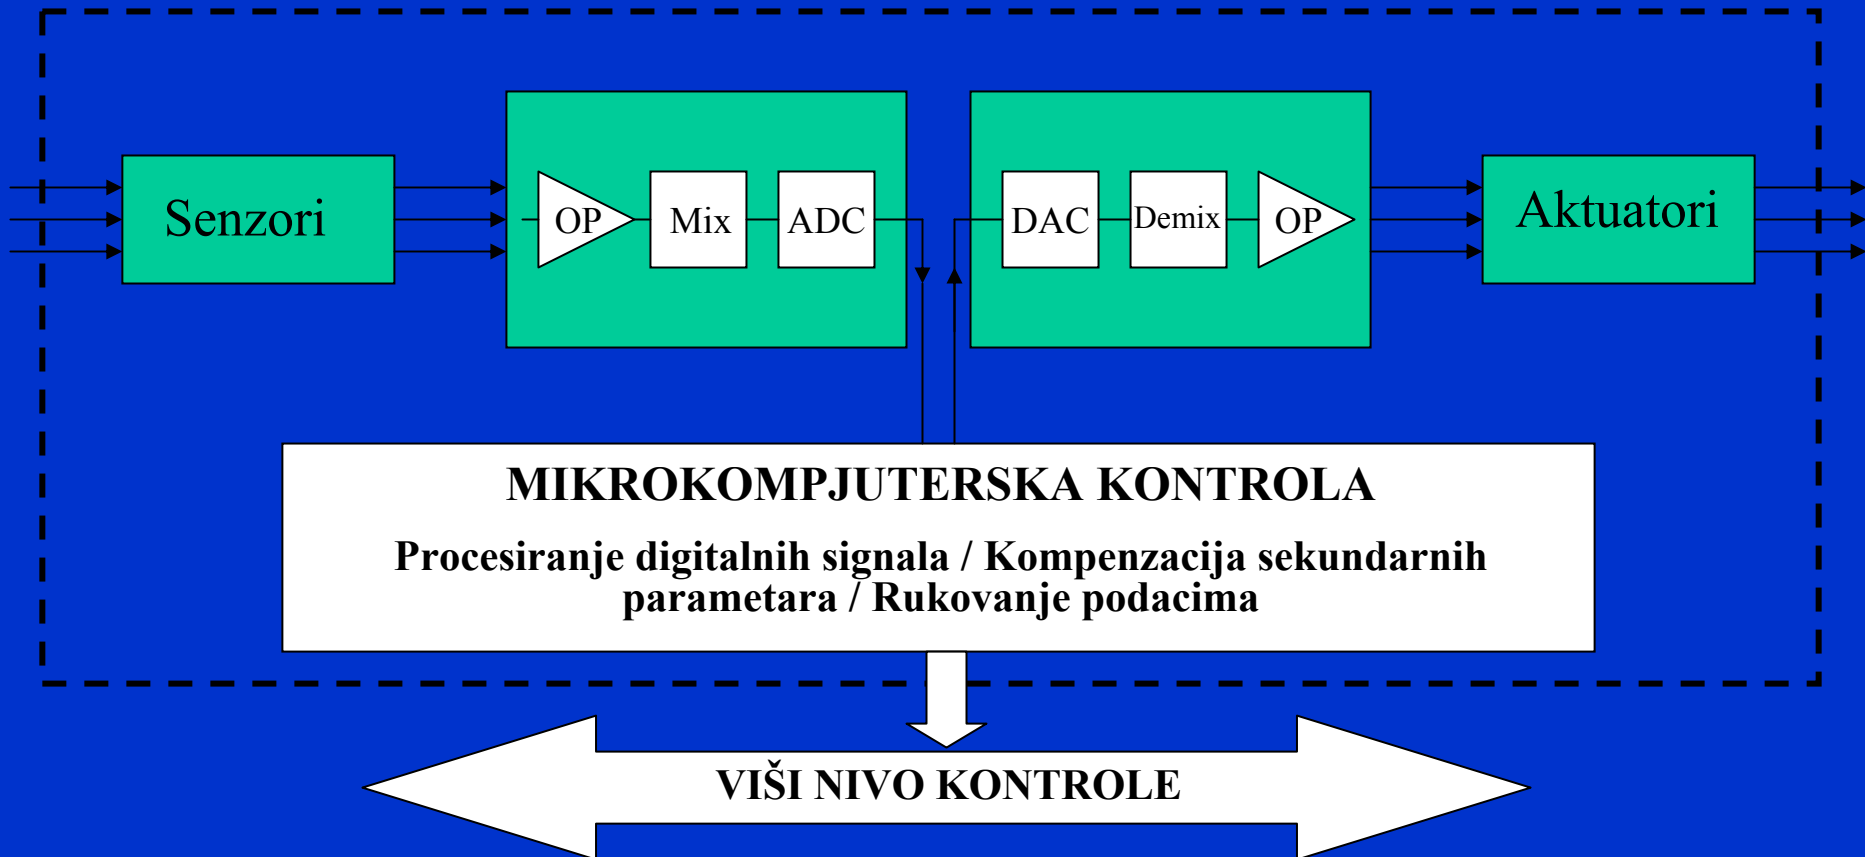 Senzori
OP
Mix
ADC
DAC
Demix
OP
Aktuatori
MIKROKOMPJUTERSKA KONTROLA
Procesiranje digitalnih signala / Kompenzacija sekundarnih
parametara / Rukovanje podacima
VIŠI NIVO KONTROLE